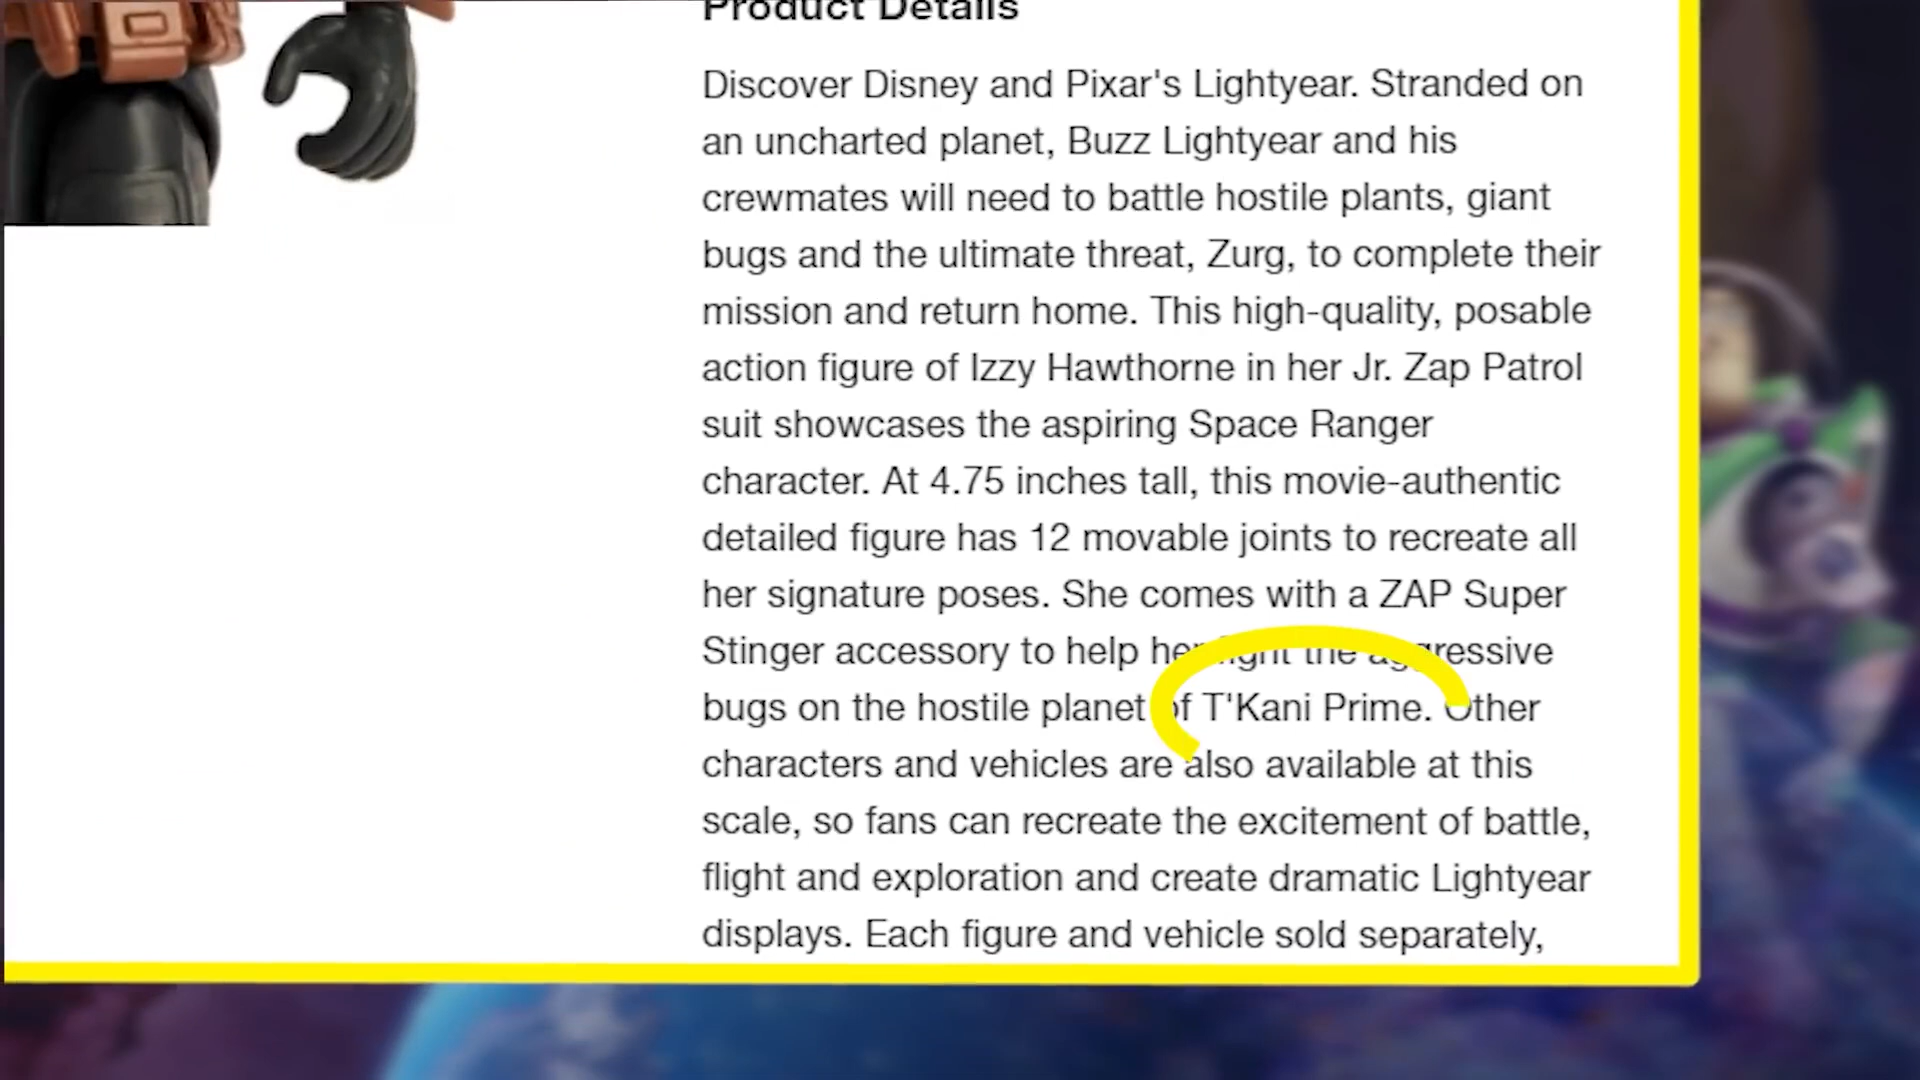 Product Details
Discover Disney and Pixar's Lightyear. Stranded on
an uncharted planet, Buzz Lightyear and his
crewmates will need to battle hostile plants, giant
bugs and the ultimate threat, Zurg, to complete their
mission and return home. This high-quality, posable
action figure of Izzy Hawthorne in her Jr. Zap Patrol
suit showcases the aspiring Space Ranger
character. At 4.75 inches tall, this movie-authentic
detailed figure has 12 movable joints to recreate all
her signature poses. She comes with a ZAP Super
Stinger accessory to help her fight the aggressive
bugs on the hostile planet of T'Kani Prime. Other
characters and vehicles are also available at this
scale, so fans can recreate the excitement of battle,
flight and exploration and create dramatic Lightyear
displays. Each figure and vehicle sold separately,